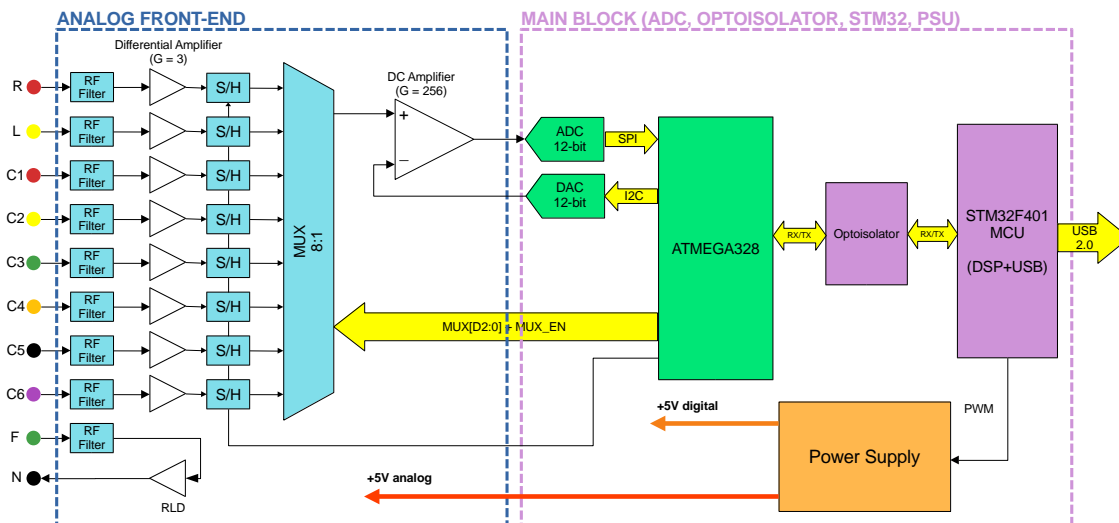 ANALOG FRONT-END
MAIN BLOCK (ADC, OPTOISOLATOR, STM32, PSU)
Differential Amplifier
(G = 3)
DC Amplifier
(G = 256)
R
RF
Filter
S/H
L
RF
Filter
S/H
C1
RF
Filter
S/H
C2
RF
Filter
S/H
C3
RF
Filter
S/H
C4
RF
Filter
S/H
C5
RF
Filter
S/H
C6
RF
Filter
S/H
F
RF
Filter
N
RLD
MUX
8:1
+
–
ADC
12-bit
SPI
DAC
12-bit
I2C
ATMEGA328
RX/TX
Optoisolator
RX/TX
STM32F401
MCU
(DSP+USB)
USB
2.0
MUX[D2:0] + MUX_EN
PWM
+5V digital
+5V analog
Power Supply